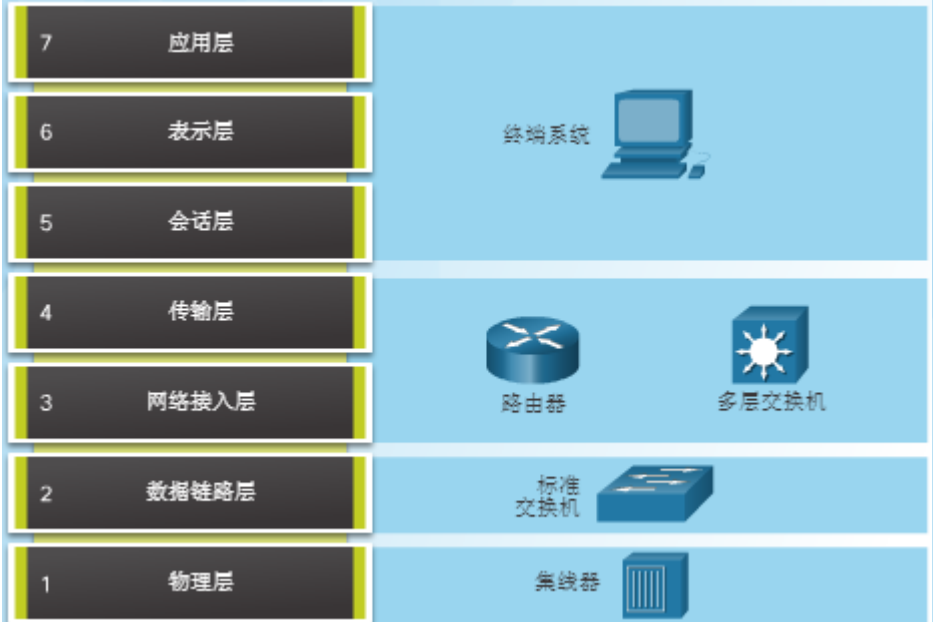 7 应用层
6 表示层
终端系统
5 会话层
4 传输层
3 网络接入层
路由器
多层交换机
2 数据链路层
标准
交换机
1 物理层
集线器